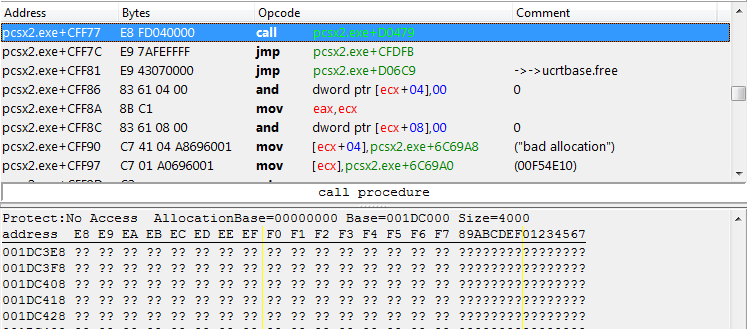 Address Bytes Opcode Comment
pcsx2.exe+CFF77 E8 FD040000 call pcsx2.exe+D0479
pcsx2.exe+CFF7C E9 7AFEFFFF jmp pcsx2.exe+CFDFB
pcsx2.exe+CFF81 E9 43070000 jmp pcsx2.exe+D06C9 ->->ucrtbase.free
pcsx2.exe+CFF86 83 61 04 00 and dword ptr [ecx+04],00 0
pcsx2.exe+CFF8A 8B C1 mov eax,ecx
pcsx2.exe+CFF8C 83 61 08 00 and dword ptr [ecx+08],00 0
pcsx2.exe+CFF90 C7 41 04 A8696001 mov [ecx+04],pcsx2.exe+6C69A8 ("bad allocation")
pcsx2.exe+CFF97 C7 01 A0696001 mov [ecx],pcsx2.exe+6C69A0 (00F54E10)
call procedure
Protect:No Access AllocationBase=00000000 Base=001DC000 Size=4000
address E8 E9 EA EB EC ED EE EF F0 F1 F2 F3 F4 F5 F6 F7 89ABCDEF01234567
001DC3E8 ?? ?? ?? ?? ?? ?? ?? ?? ?? ?? ?? ?? ?? ?? ?? ?? ????????????????
001DC3F8 ?? ?? ?? ?? ?? ?? ?? ?? ?? ?? ?? ?? ?? ?? ?? ?? ????????????????
001DC408 ?? ?? ?? ?? ?? ?? ?? ?? ?? ?? ?? ?? ?? ?? ?? ?? ????????????????
001DC418 ?? ?? ?? ?? ?? ?? ?? ?? ?? ?? ?? ?? ?? ?? ?? ?? ????????????????
001DC428 ?? ?? ?? ?? ?? ?? ?? ?? ?? ?? ?? ?? ?? ?? ?? ?? ????????????????